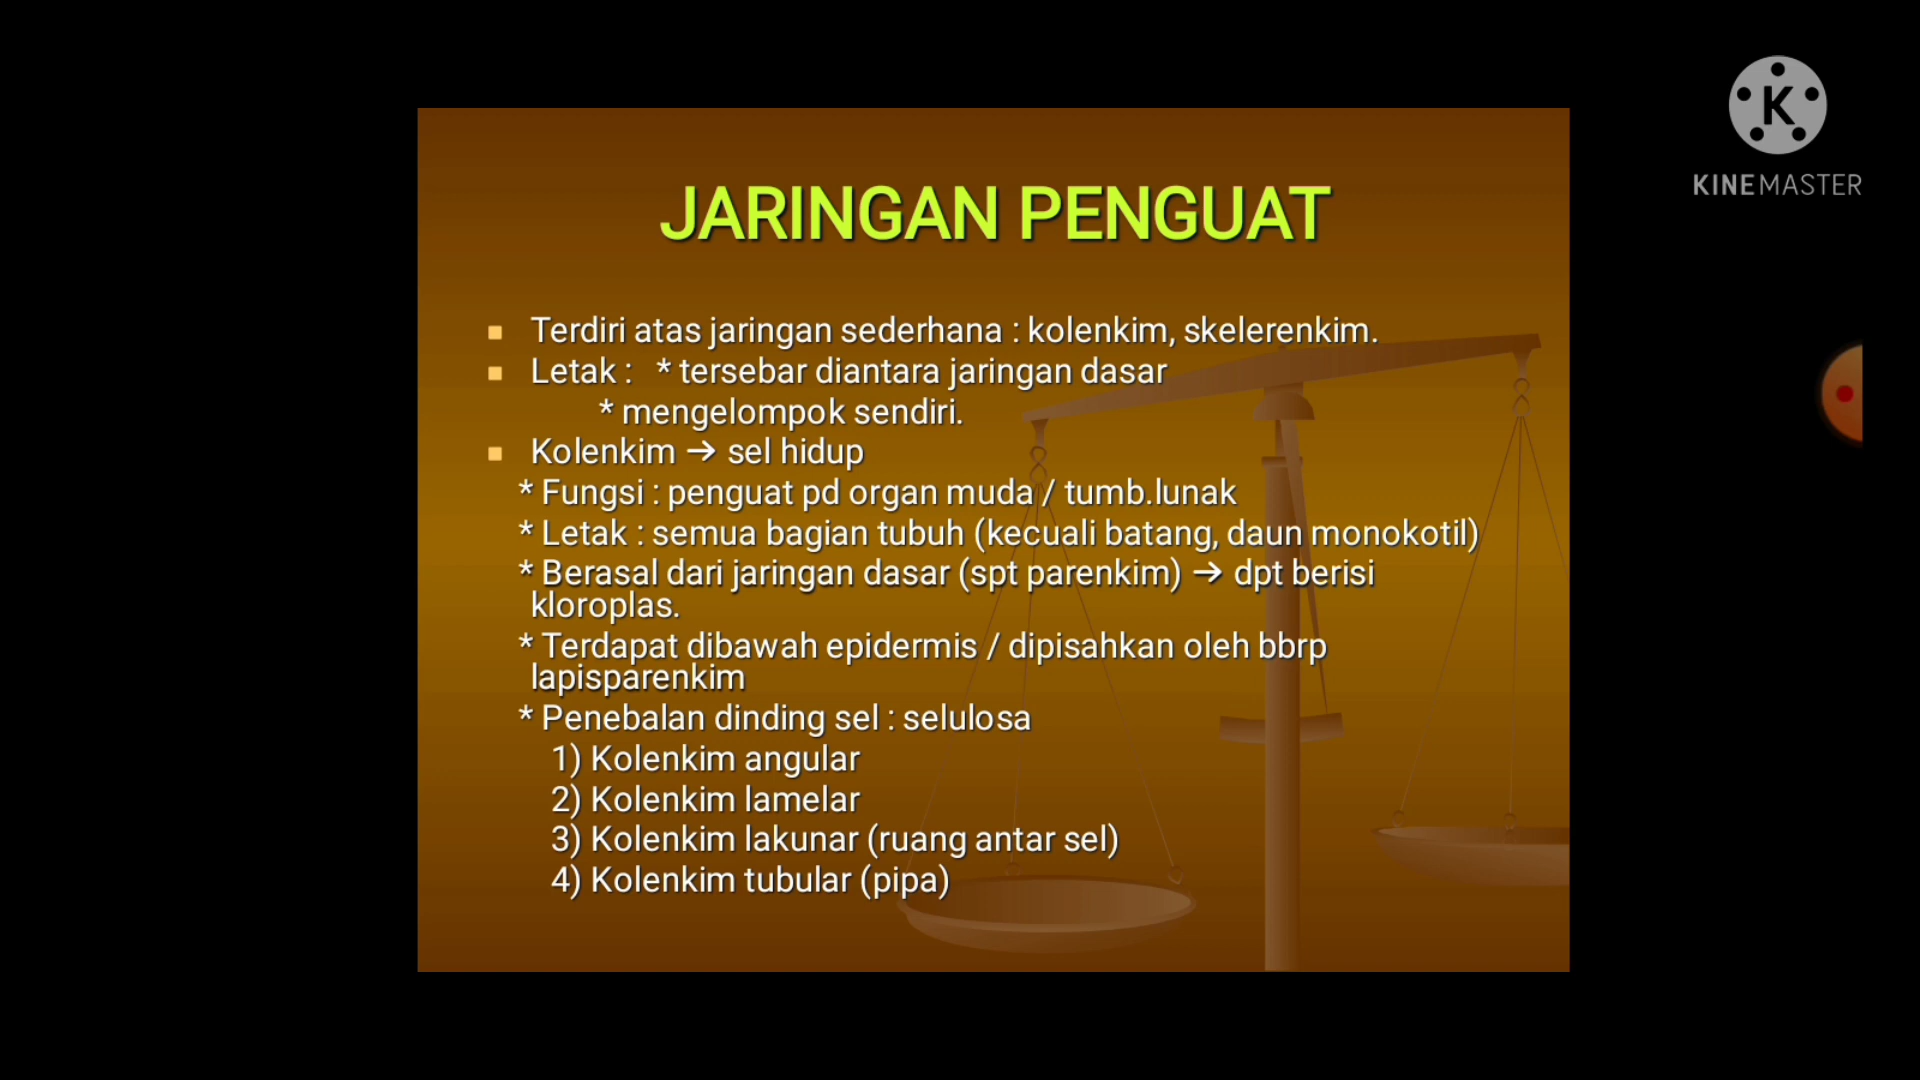 K
KINEMASTER
JARINGAN PENGUAT
Terdiri atas jaringan sederhana : kolenkim, skelerenkim.
Letak : * tersebar diantara jaringan dasar
* mengelompok sendiri.
Kolenkim → sel hidup
* Fungsi : penguat pd organ muda / tumb.lunak
* Letak : semua bagian tubuh (kecuali batang, daun monokotil)
* Berasal dari jaringan dasar (spt parenkim) → dpt berisi
kloroplas.
* Terdapat dibawah epidermis / dipisahkan oleh bbrp
lapisparenkim
* Penebalan dinding sel : selulosa
1) Kolenkim angular
2) Kolenkim lamelar
3) Kolenkim lakunar (ruang antar sel)
4) Kolenkim tubular (pipa)